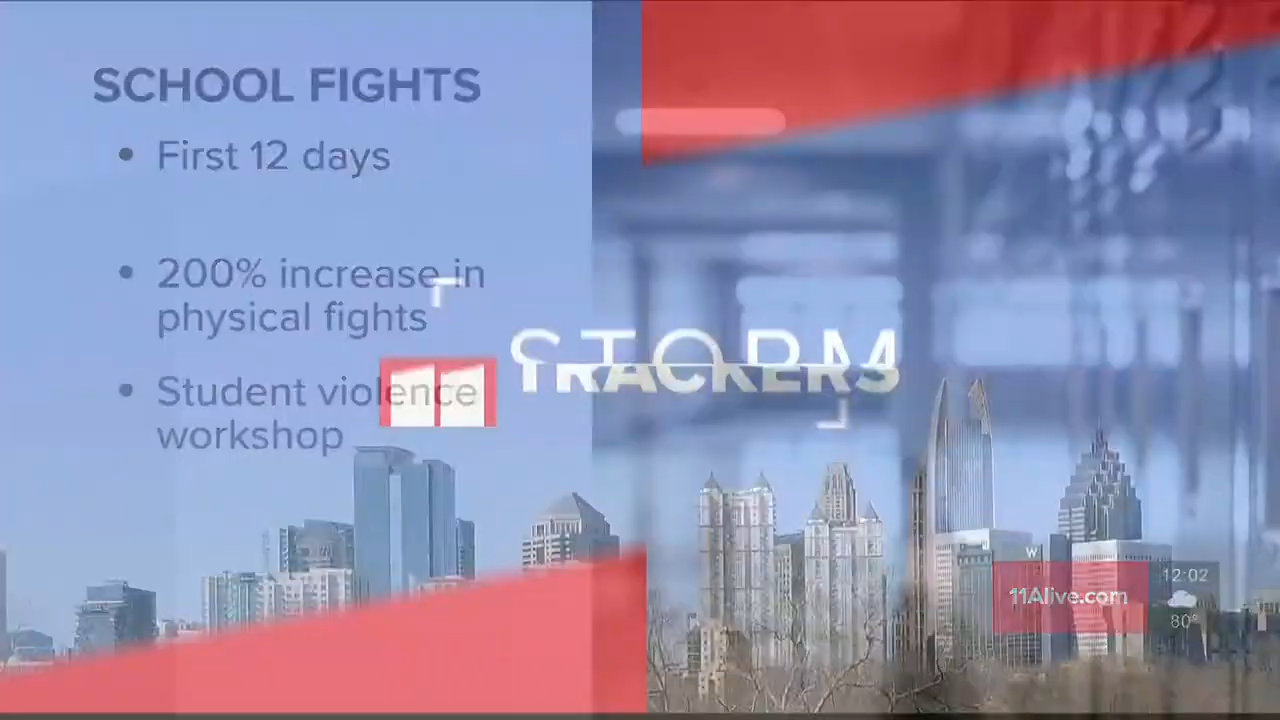 SCHOOL FIGHTS
• First 12 days
• 200% increase in
physical fights
• Student violence
workshop
11 STORM
TRACKERS
W
11Alive.com
12:02
80°